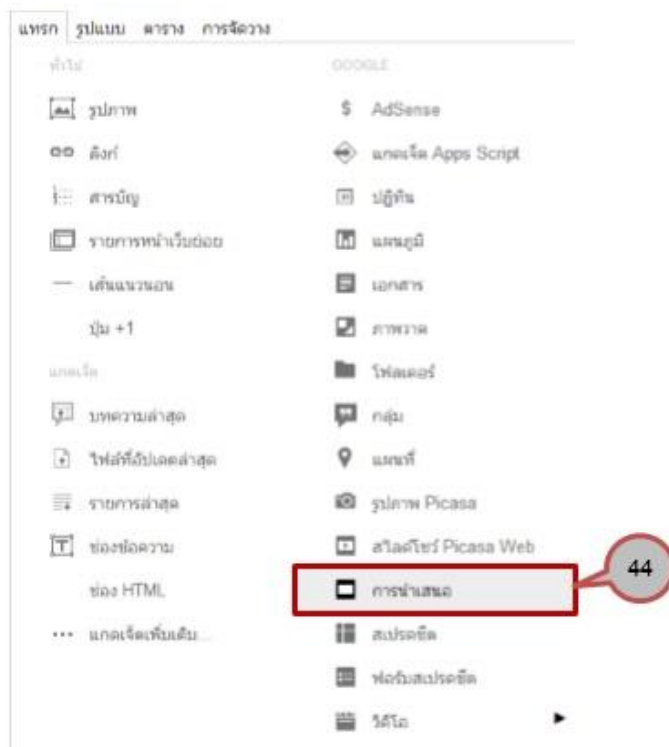 แทรก รูปแบบ ตาราง การจัดวาง
ทั่วไป
รูปภาพ
ลิงก์
สารบัญ
รายการหน้าเว็บย่อย
เส้นแนวนอน
ปุ่ม +1
แกดเจ็ต
บทความล่าสุด
ไฟล์ที่อัปเดตล่าสุด
รายการล่าสุด
ช่องข้อความ
ช่อง HTML
แกดเจ็ตเพิ่มเติม...
GOOGLE
$ AdSense
แกดเจ็ต Apps Script
ปฏิทิน
แผนภูมิ
เอกสาร
ภาพวาด
โฟลเดอร์
กลุ่ม
แผนที่
รูปภาพ Picasa
สไลด์โชว์ Picasa Web
การนำเสนอ
44
สเปรดชีต
ฟอร์มสเปรดชีต
วิดีโอ